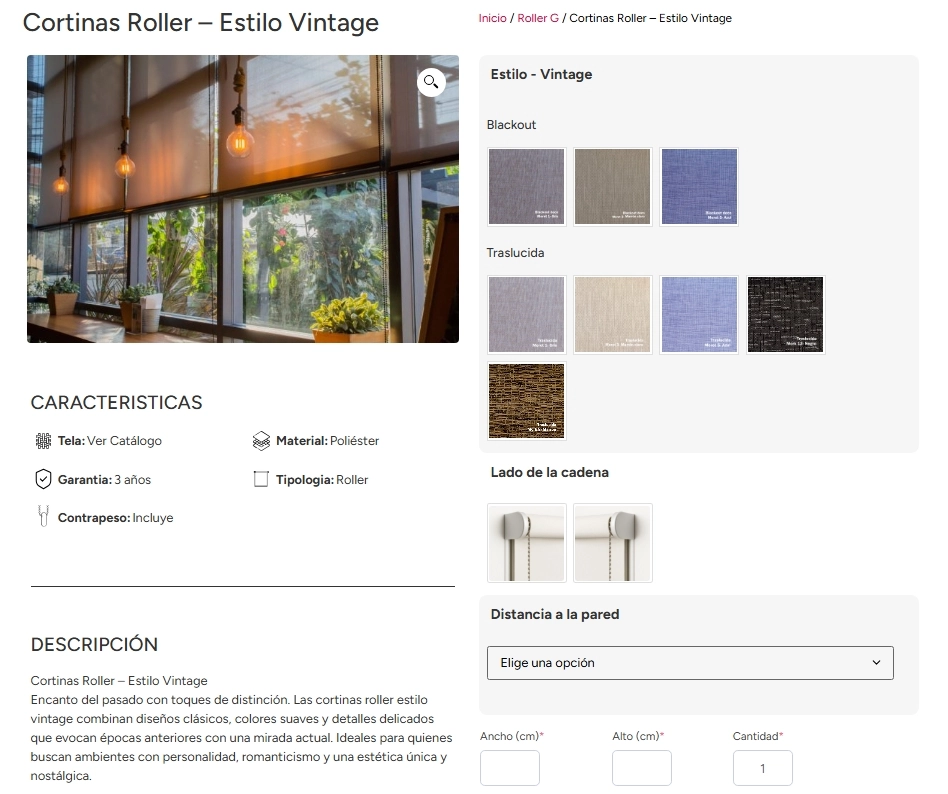 Cortinas Roller – Estilo Vintage
CARACTERISTICAS
Tela: Ver Catálogo
Material: Poliéster
Garantia: 3 años
Tipologia: Roller
Contrapeso: Incluye
DESCRIPCIÓN
Cortinas Roller – Estilo Vintage
Encanto del pasado con toques de distinción. Las cortinas roller estilo
vintage combinan diseños clásicos, colores suaves y detalles delicados
que evocan épocas anteriores con una mirada actual. Ideales para quienes
buscan ambientes con personalidad, romanticismo y una estética única y
nostálgica.
Inicio / Roller G / Cortinas Roller – Estilo Vintage
Estilo - Vintage
Blackout
Traslucida
Lado de la cadena
Distancia a la pared
Elige una opción
Ancho (cm)*
Alto (cm)*
Cantidad*
1